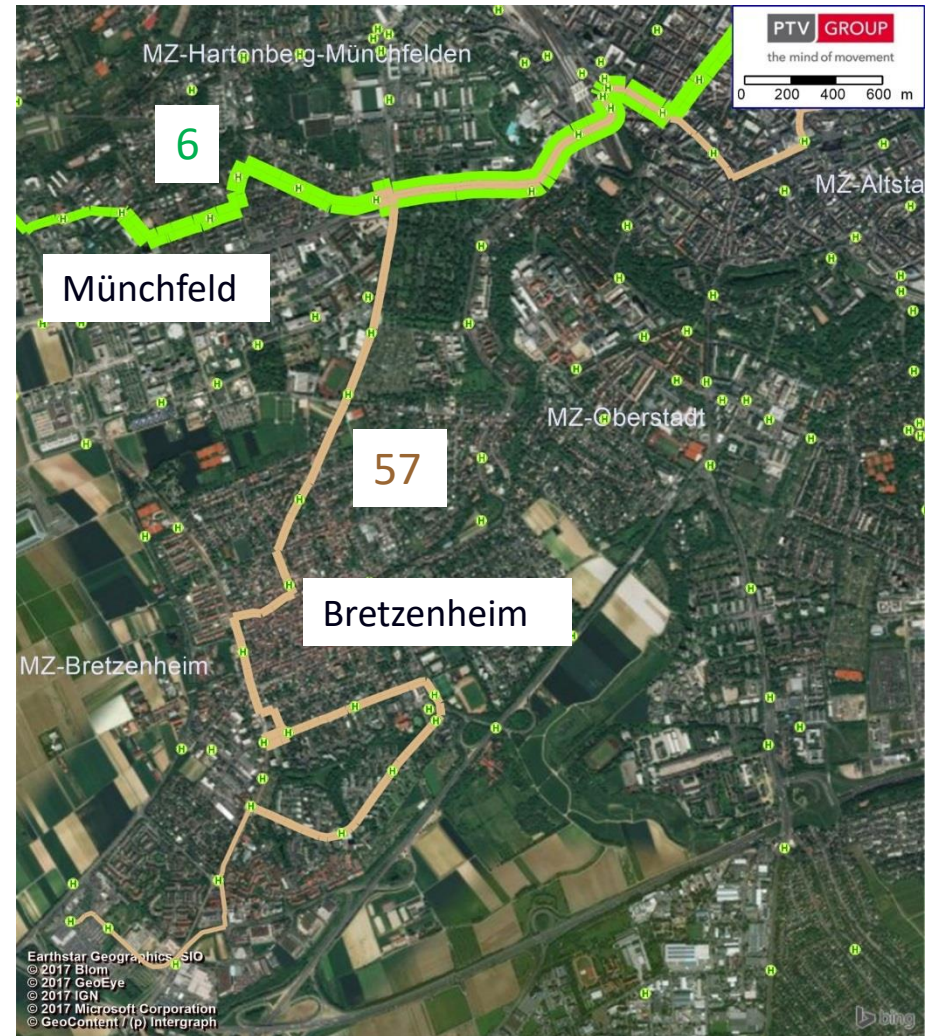 MZ-Hartenberg-Münchfelden
PTV GROUP
the mind of movement
0 200 400 600 m
6
MZ-Altsta
Münchfeld
MZ-Oberstadt
57
Bretzenheim
MZ-Bretzenheim
Earthstar Geographics SIO
© 2017 Blom
© 2017 GeoEye
© 2017 IGN
© 2017 Microsoft Corporation
© GeoContent / (p) Intergraph
bing